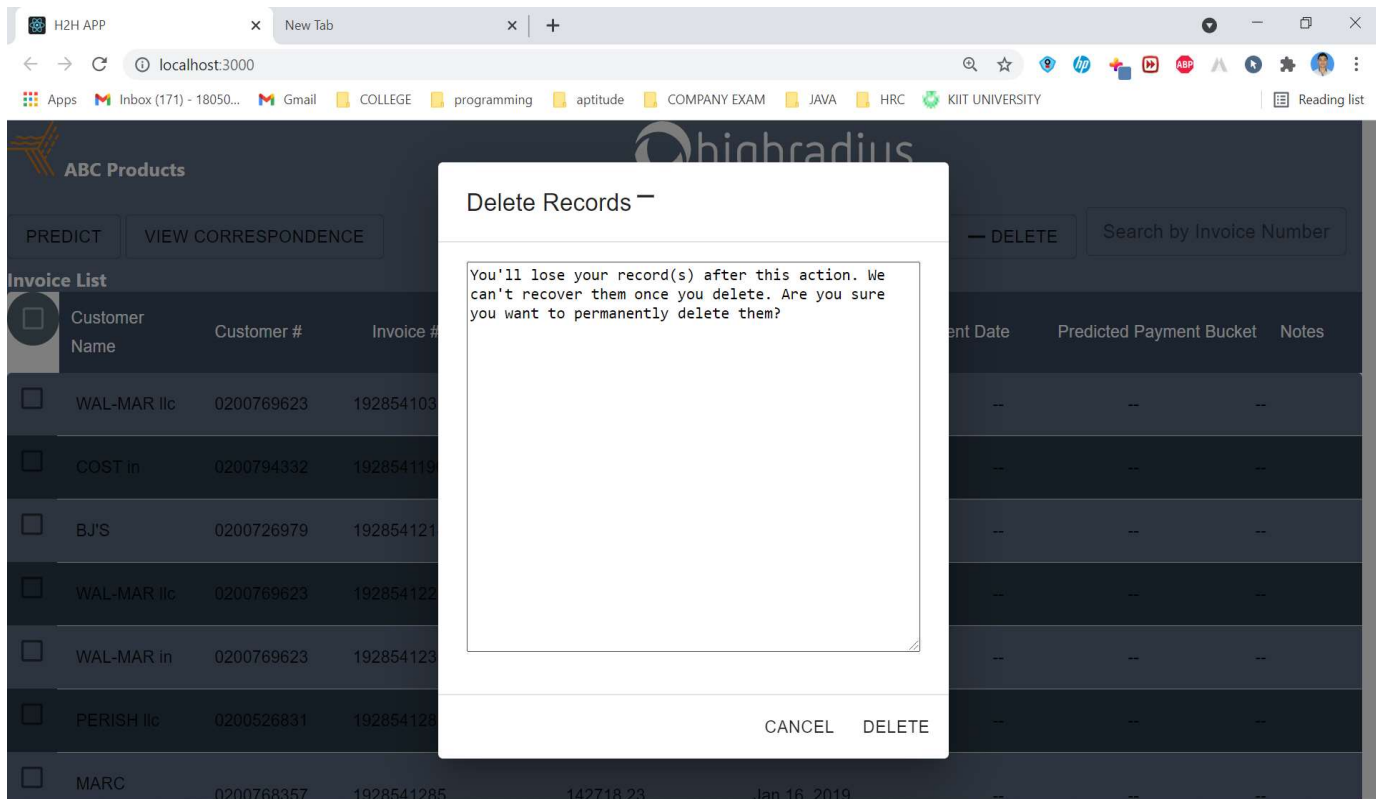 H2H APP
New Tab
localhost:3000
Apps
Inbox (171) - 18050...
Gmail
COLLEGE
programming
aptitude
COMPANY EXAM
JAVA
HRC
KIIT UNIVERSITY
Reading list
ABC Products
highradius
PREDICT
VIEW CORRESPONDENCE
DELETE
Search by Invoice Number
Invoice List
Customer
Name
Customer #
Invoice #
Predicted Payment Bucket
Notes
Delete Records
You'll lose your record(s) after this action. We
can't recover them once you delete. Are you sure
you want to permanently delete them?
CANCEL
DELETE
ent Date
WAL-MAR llc 0200769623 192854103 -- -- --
COST in 0200794332 19285411 -- -- --
BJ'S 0200726979 192854121 -- -- --
WAL-MAR llc 0200769623 192854122 -- -- --
WAL-MAR in 0200769623 192854123 -- -- --
PERISH llc 0200526831 192854128 -- -- --
MARC 0200768357 1928541285 142718.23 Jan 16, 2019 -- -- --